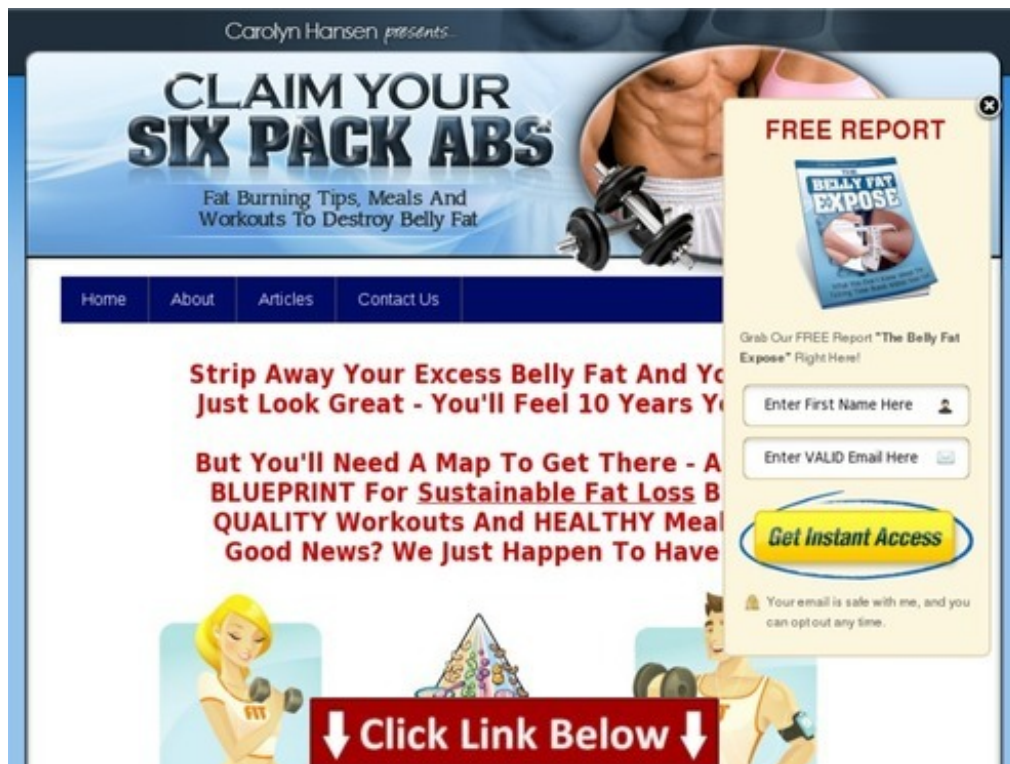 Carolyn Hansen presents...
CLAIM YOUR
SIX PACK ABS
Fat Burning Tips, Meals And
Workouts To Destroy Belly Fat
Home About Articles Contact Us
Strip Away Your Excess Belly Fat And Yo
Just Look Great - You'll Feel 10 Years Yo
But You'll Need A Map To Get There - A
BLUEPRINT For Sustainable Fat Loss B
QUALITY Workouts And HEALTHY Meal
Good News? We Just Happen To Have
FIT
FIT
Click Link Below
FREE REPORT
THE
BELLY FAT
EXPOSE
Grab Our FREE Report "The Belly Fat
Expose" Right Here!
Enter First Name Here
Enter VALID Email Here
Get Instant Access
Your email is safe with me, and you
can opt out any time.